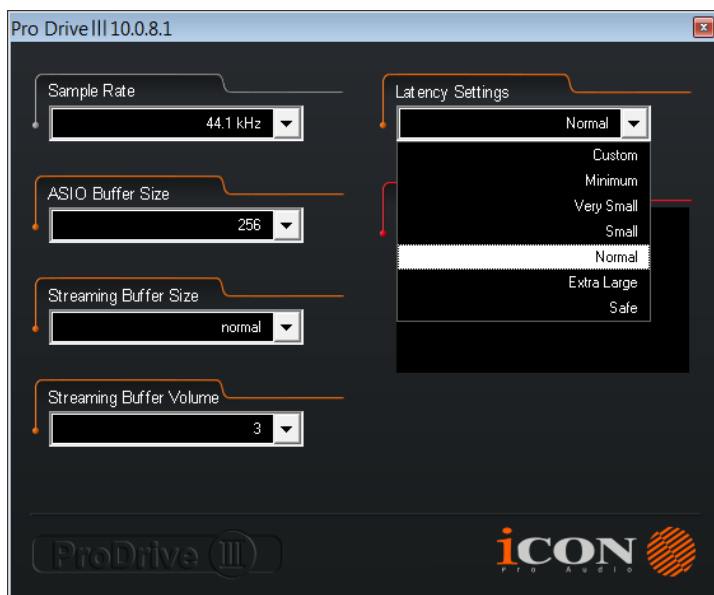 Pro Drive III 10.0.8.1
Sample Rate
44.1 kHz
ASIO Buffer Size
256
Streaming Buffer Size
normal
Streaming Buffer Volume
3
Latency Settings
Normal
Custom
Minimum
Very Small
Small
Normal
Extra Large
Safe
ProDrive III
iCON
Pro Audio